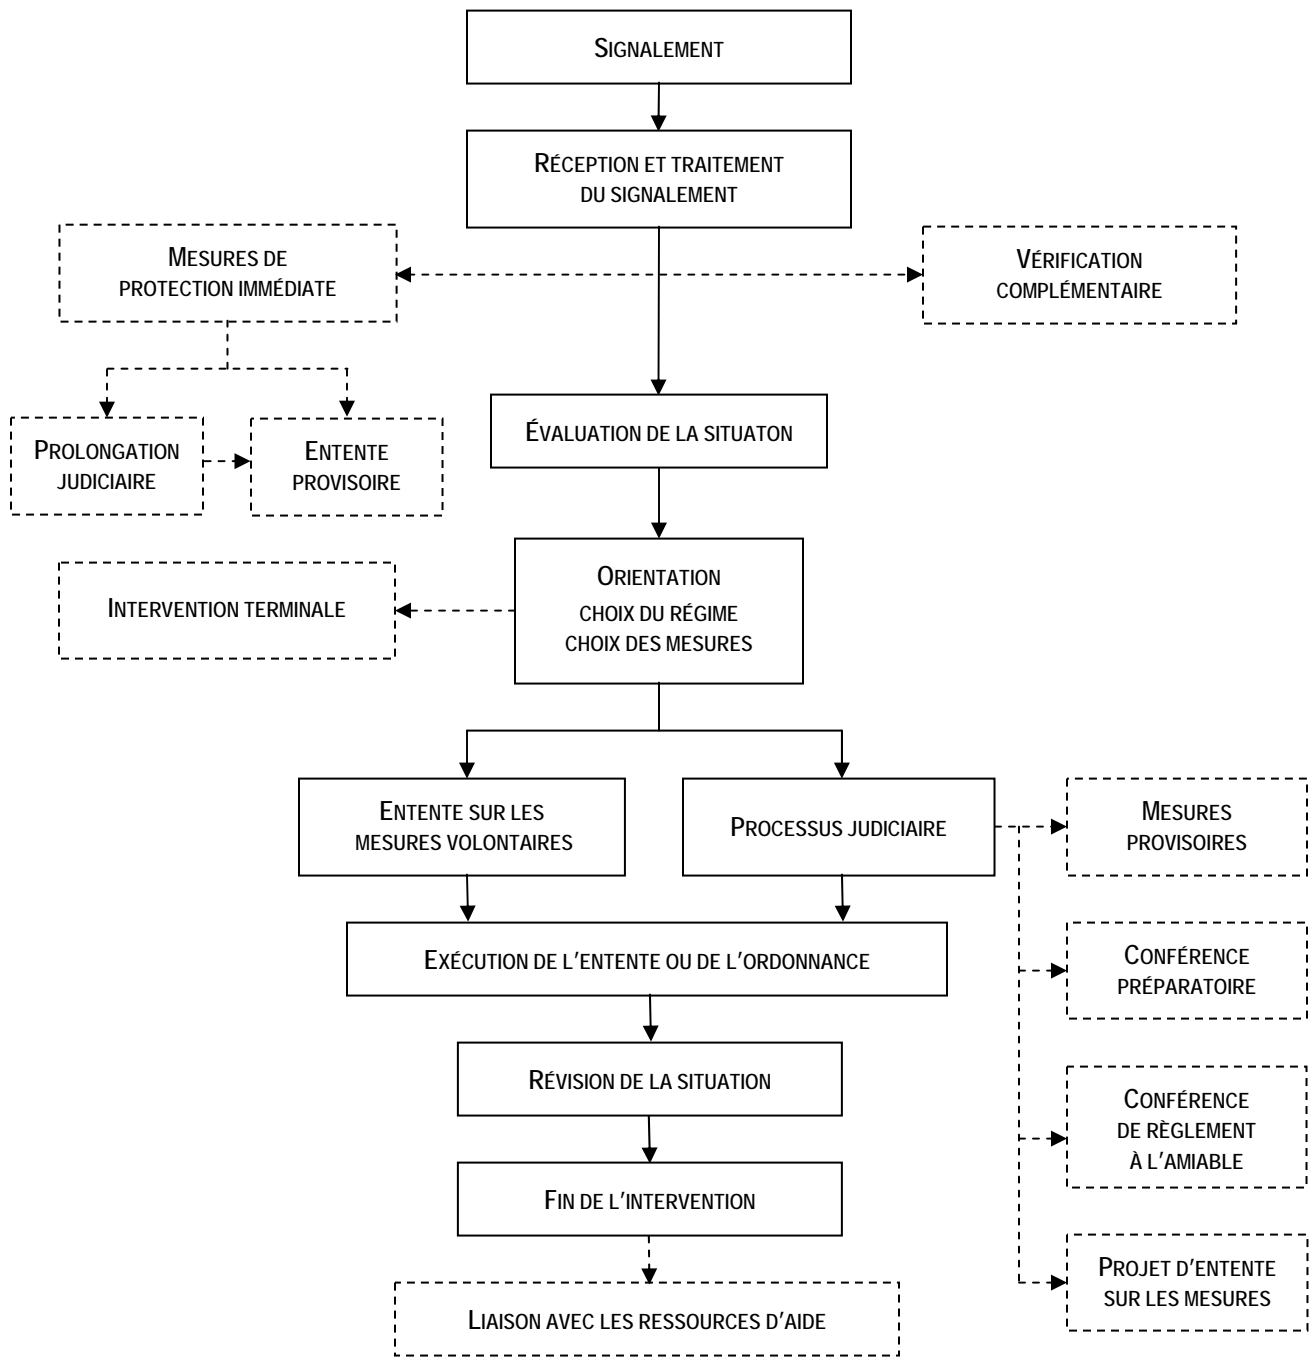 SIGNALEMENT
RÉCEPTION ET TRAITEMENT
DU SIGNALEMENT
MESURES DE
PROTECTION IMMÉDIATE
VÉRIFICATION
COMPLÉMENTAIRE
PROLONGATION
JUDICIAIRE
ENTENTE
PROVISOIRE
ÉVALUATION DE LA SITUATON
INTERVENTION TERMINALE
ORIENTATION
CHOIX DU RÉGIME
CHOIX DES MESURES
ENTENTE SUR LES
MESURES VOLONTAIRES
PROCESSUS JUDICIAIRE
MESURES
PROVISOIRES
EXÉCUTION DE L'ENTENTE OU DE L'ORDONNANCE
CONFÉRENCE
PRÉPARATOIRE
RÉVISION DE LA SITUATION
CONFÉRENCE
DE RÈGLEMENT
À L'AMIABLE
FIN DE L'INTERVENTION
PROJET D'ENTENTE
SUR LES MESURES
LIAISON AVEC LES RESSOURCES D'AIDE